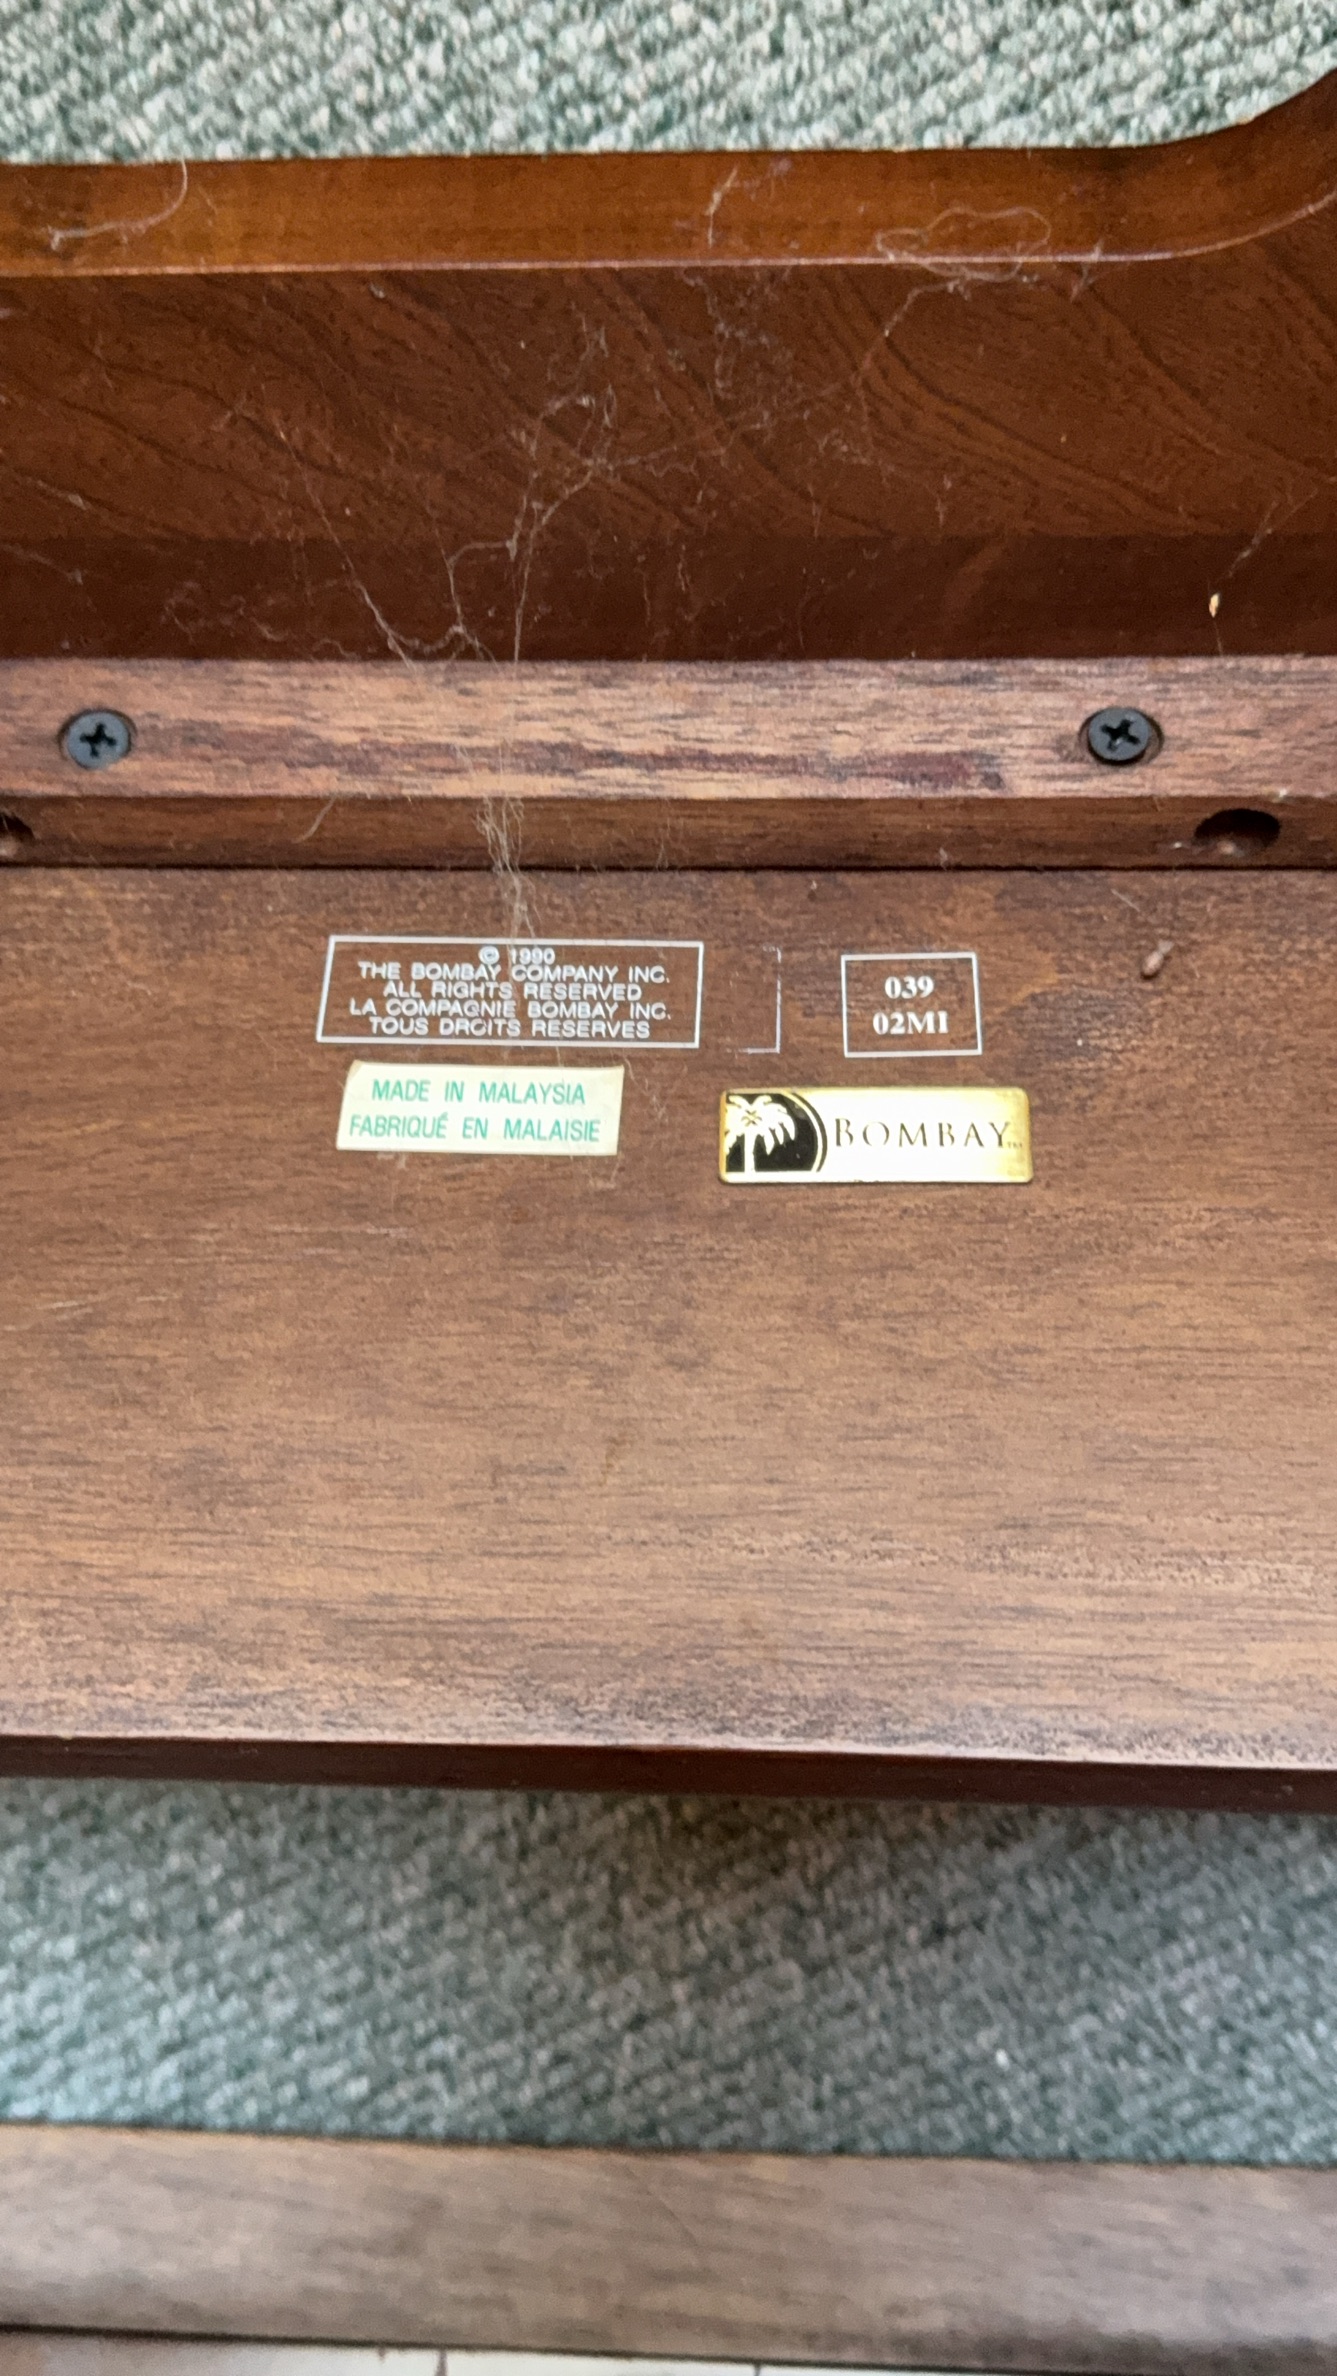 © 1990
THE BOMBAY COMPANY INC.
ALL RIGHTS RESERVED
LA COMPAGNIE BOMBAY INC.
TOUS DROITS RESERVES
039
02MI
MADE IN MALAYSIA
FABRIQUÉ EN MALAISIE
BOMBAY™